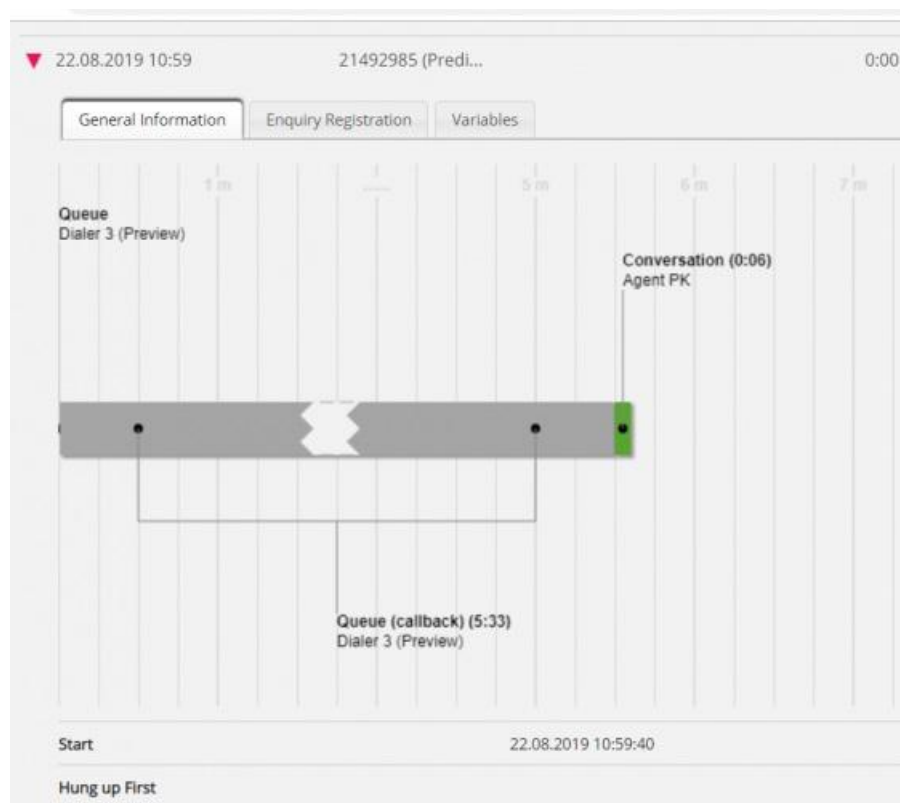 22.08.2019 10:59 21492985 (Predi... 0:00
General Information Enquiry Registration Variables
1 m 5 m 6 m 7 m
Queue
Dialer 3 (Preview)
Conversation (0:06)
Agent PK
Queue (callback) (5:33)
Dialer 3 (Preview)
Start 22.08.2019 10:59:40
Hung up First